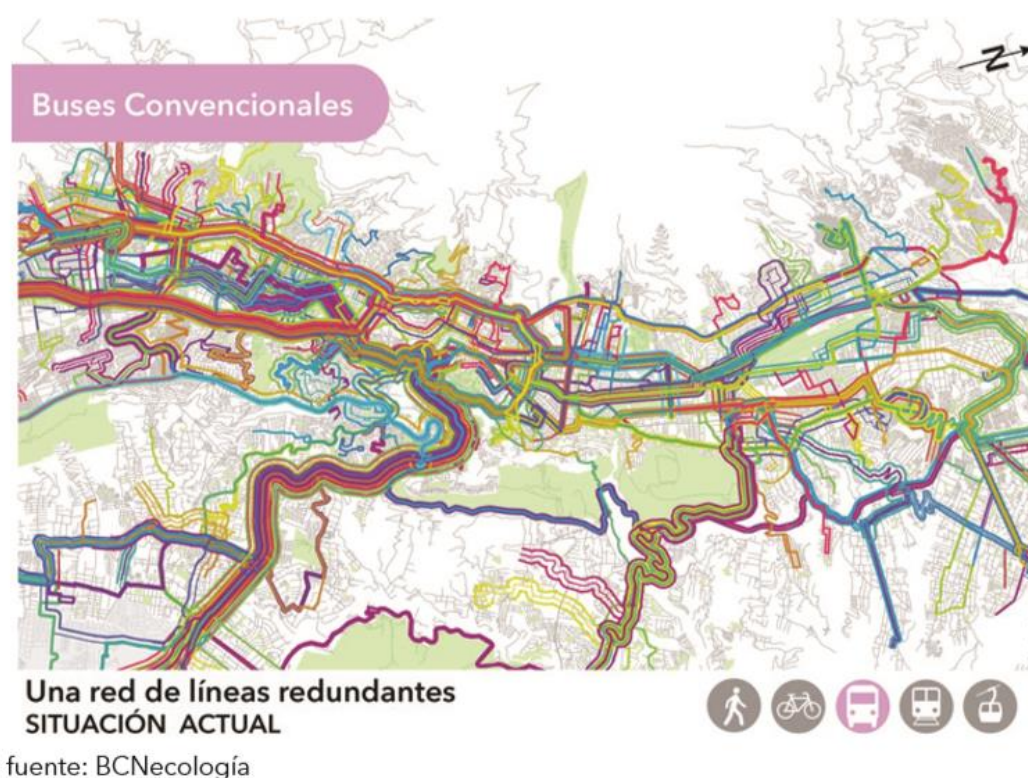 Buses Convencionales
N
Una red de líneas redundantes
SITUACIÓN ACTUAL
fuente: BCNecología